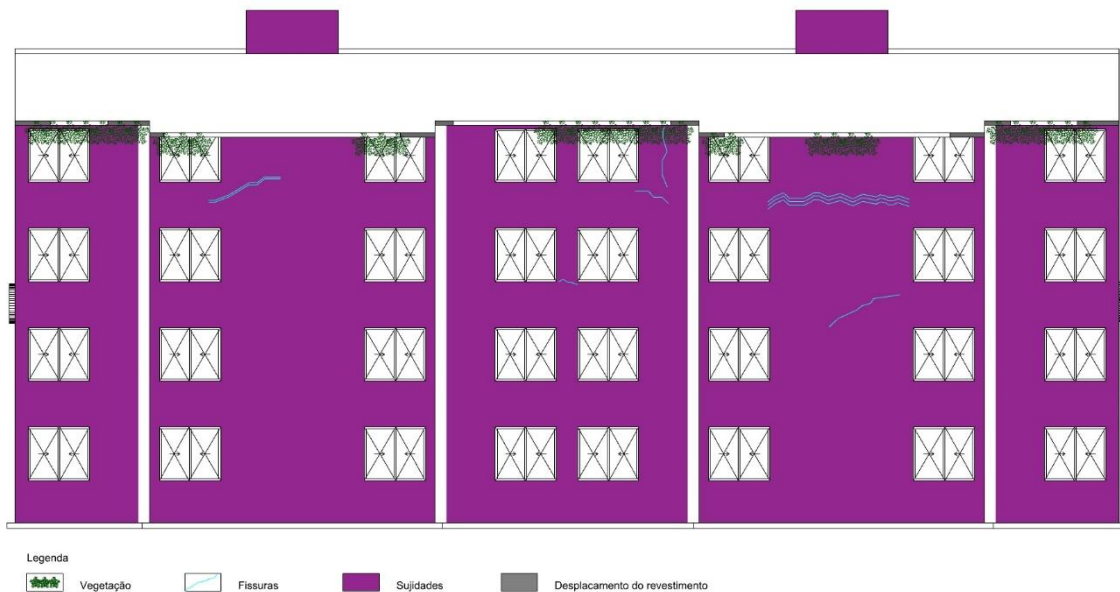 Legenda
Vegetação
Fissuras
Sujidades
Desplacamento do revestimento